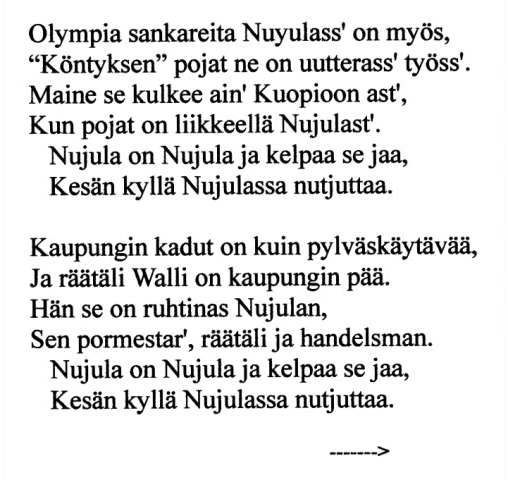 Olympia sankareita Nuyulass' on myös,
“Köntyksen” pojat ne on uutterass' työss'.
Maine se kulkee ain' Kuopioon ast',
Kun pojat on liikkeellä Nujulast'.
Nujula on Nujula ja kelpaa se jaa,
Kesän kyllä Nujulassa nutjuttaa.

Kaupungin kadut on kuin pylväskäytävää,
Ja räätäli Walli on kaupungin pää.
Hän se on ruhtinas Nujulan,
Sen pormestar', räätäli ja handelsman.
Nujula on Nujula ja kelpaa se jaa,
Kesän kyllä Nujulassa nutjuttaa.

------->